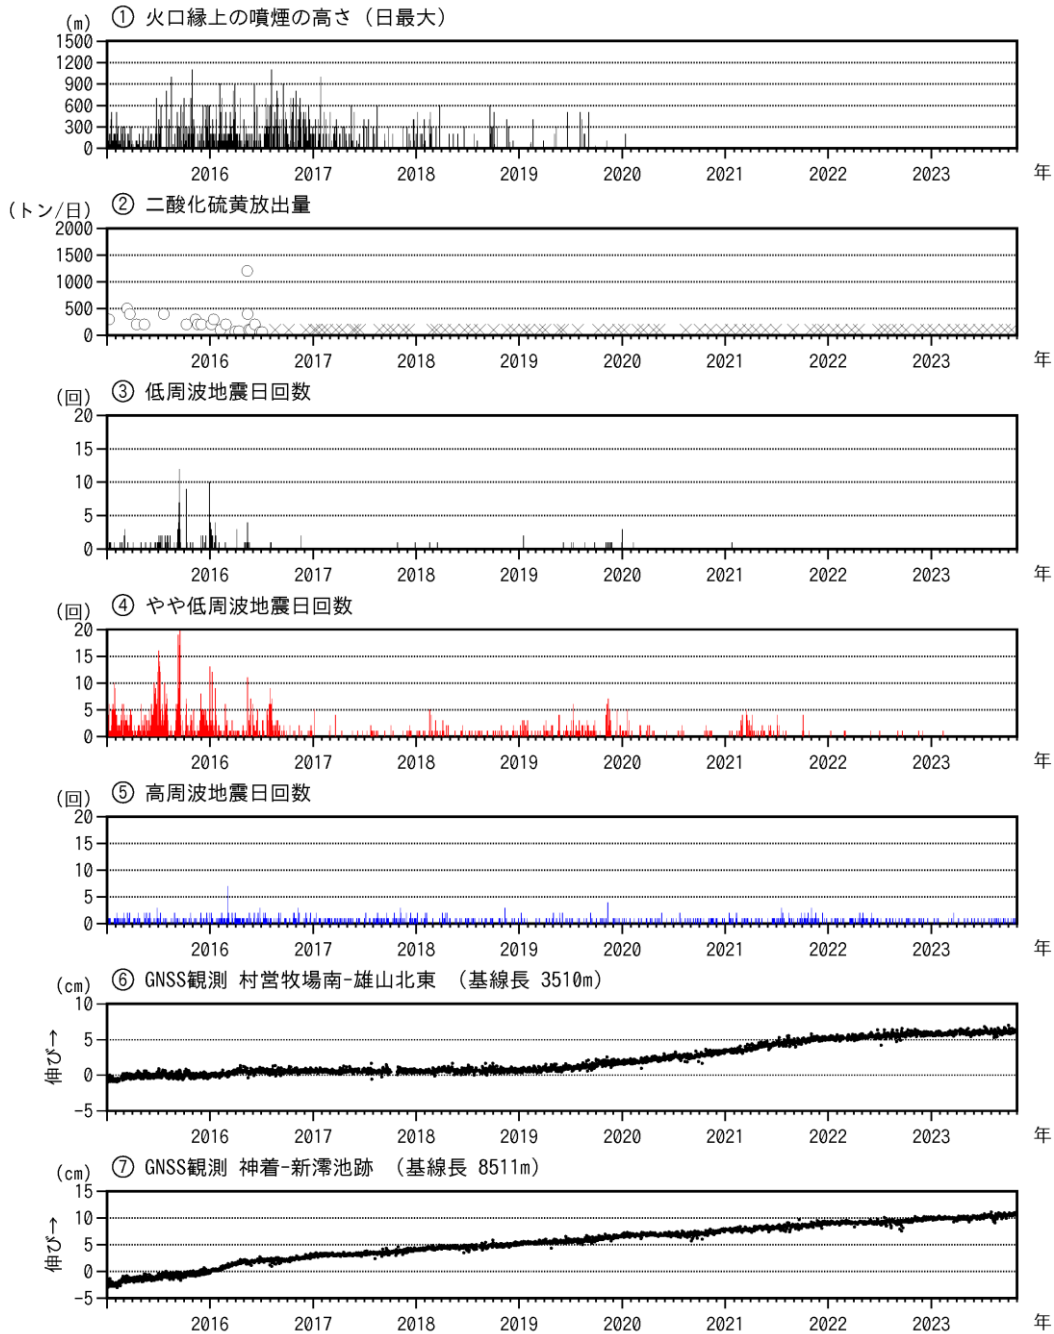 (m) ① 火口縁上の噴煙の高さ（日最大）
1500
1200
900
600
300
0
2016 2017 2018 2019 2020 2021 2022 2023 年
(トン/日) ② 二酸化硫黄放出量
2000
1500
1000
500
0
2016 2017 2018 2019 2020 2021 2022 2023 年
(回) ③ 低周波地震日回数
20
15
10
5
0
2016 2017 2018 2019 2020 2021 2022 2023 年
(回) ④ やや低周波地震日回数
20
15
10
5
0
2016 2017 2018 2019 2020 2021 2022 2023 年
(回) ⑤ 高周波地震日回数
20
15
10
5
0
2016 2017 2018 2019 2020 2021 2022 2023 年
(cm) ⑥ GNSS観測 村営牧場南-雄山北東 （基線長 3510m）
10
5
0
-5
伸び→
2016 2017 2018 2019 2020 2021 2022 2023 年
(cm) ⑦ GNSS観測 神着-新澪池跡 （基線長 8511m）
15
10
5
0
-5
伸び→
2016 2017 2018 2019 2020 2021 2022 2023 年